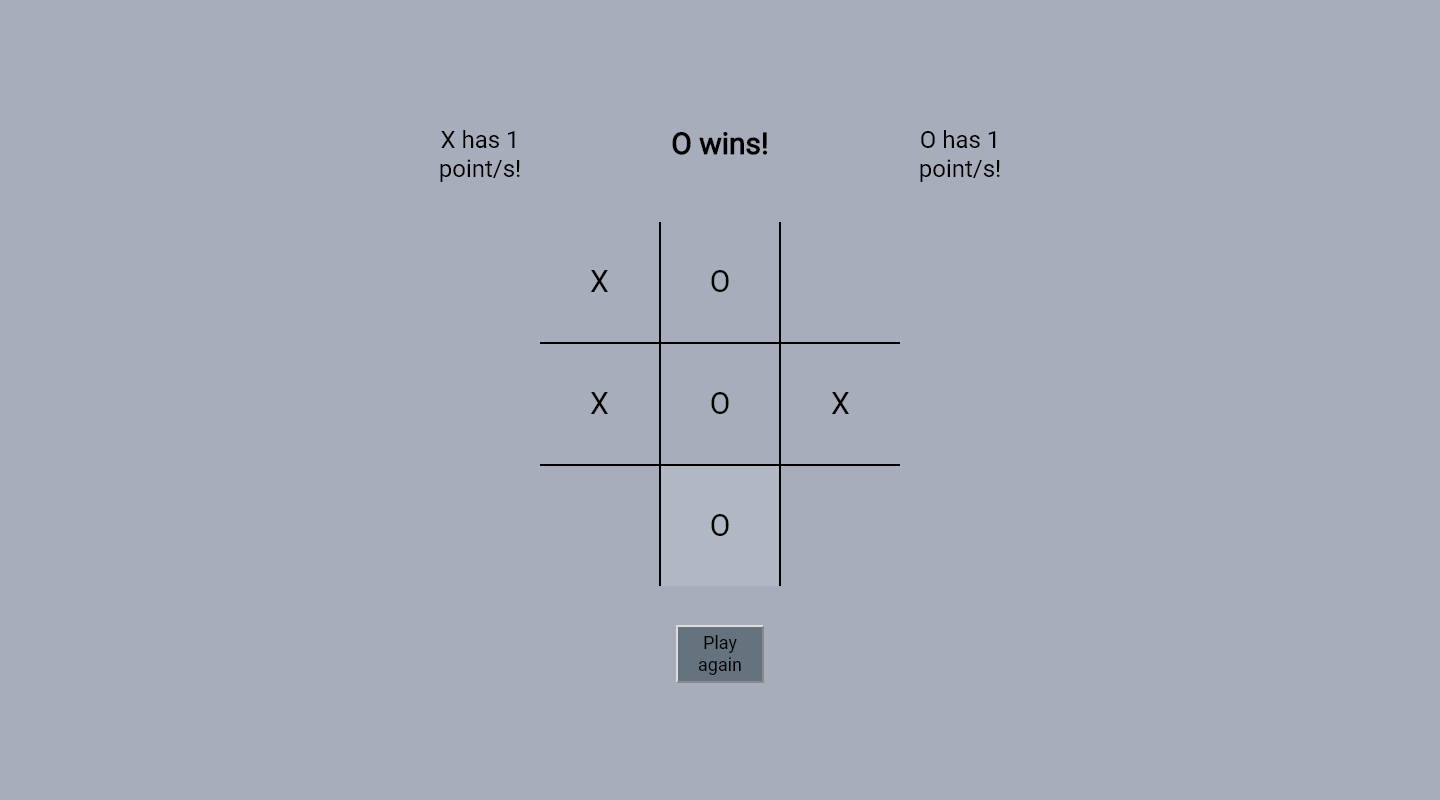 X has 1
point/s!
O wins!
O has 1
point/s!
X O
X O X
O
Play
again